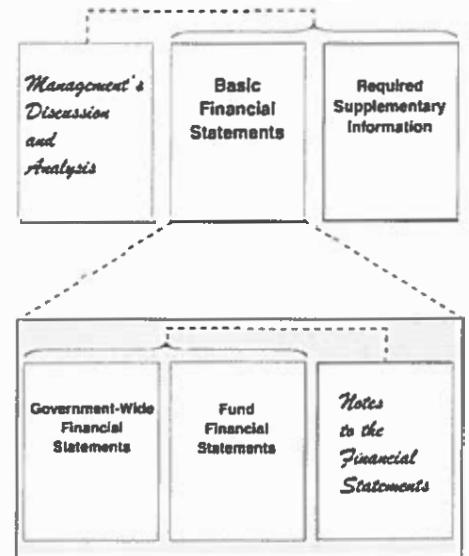 Management's
Discussion
and
Analysis
Basic
Financial
Statements
Required
Supplementary
Information
Government-Wide
Financial
Statements
Fund
Financial
Statements
Notes
to the
Financial
Statements